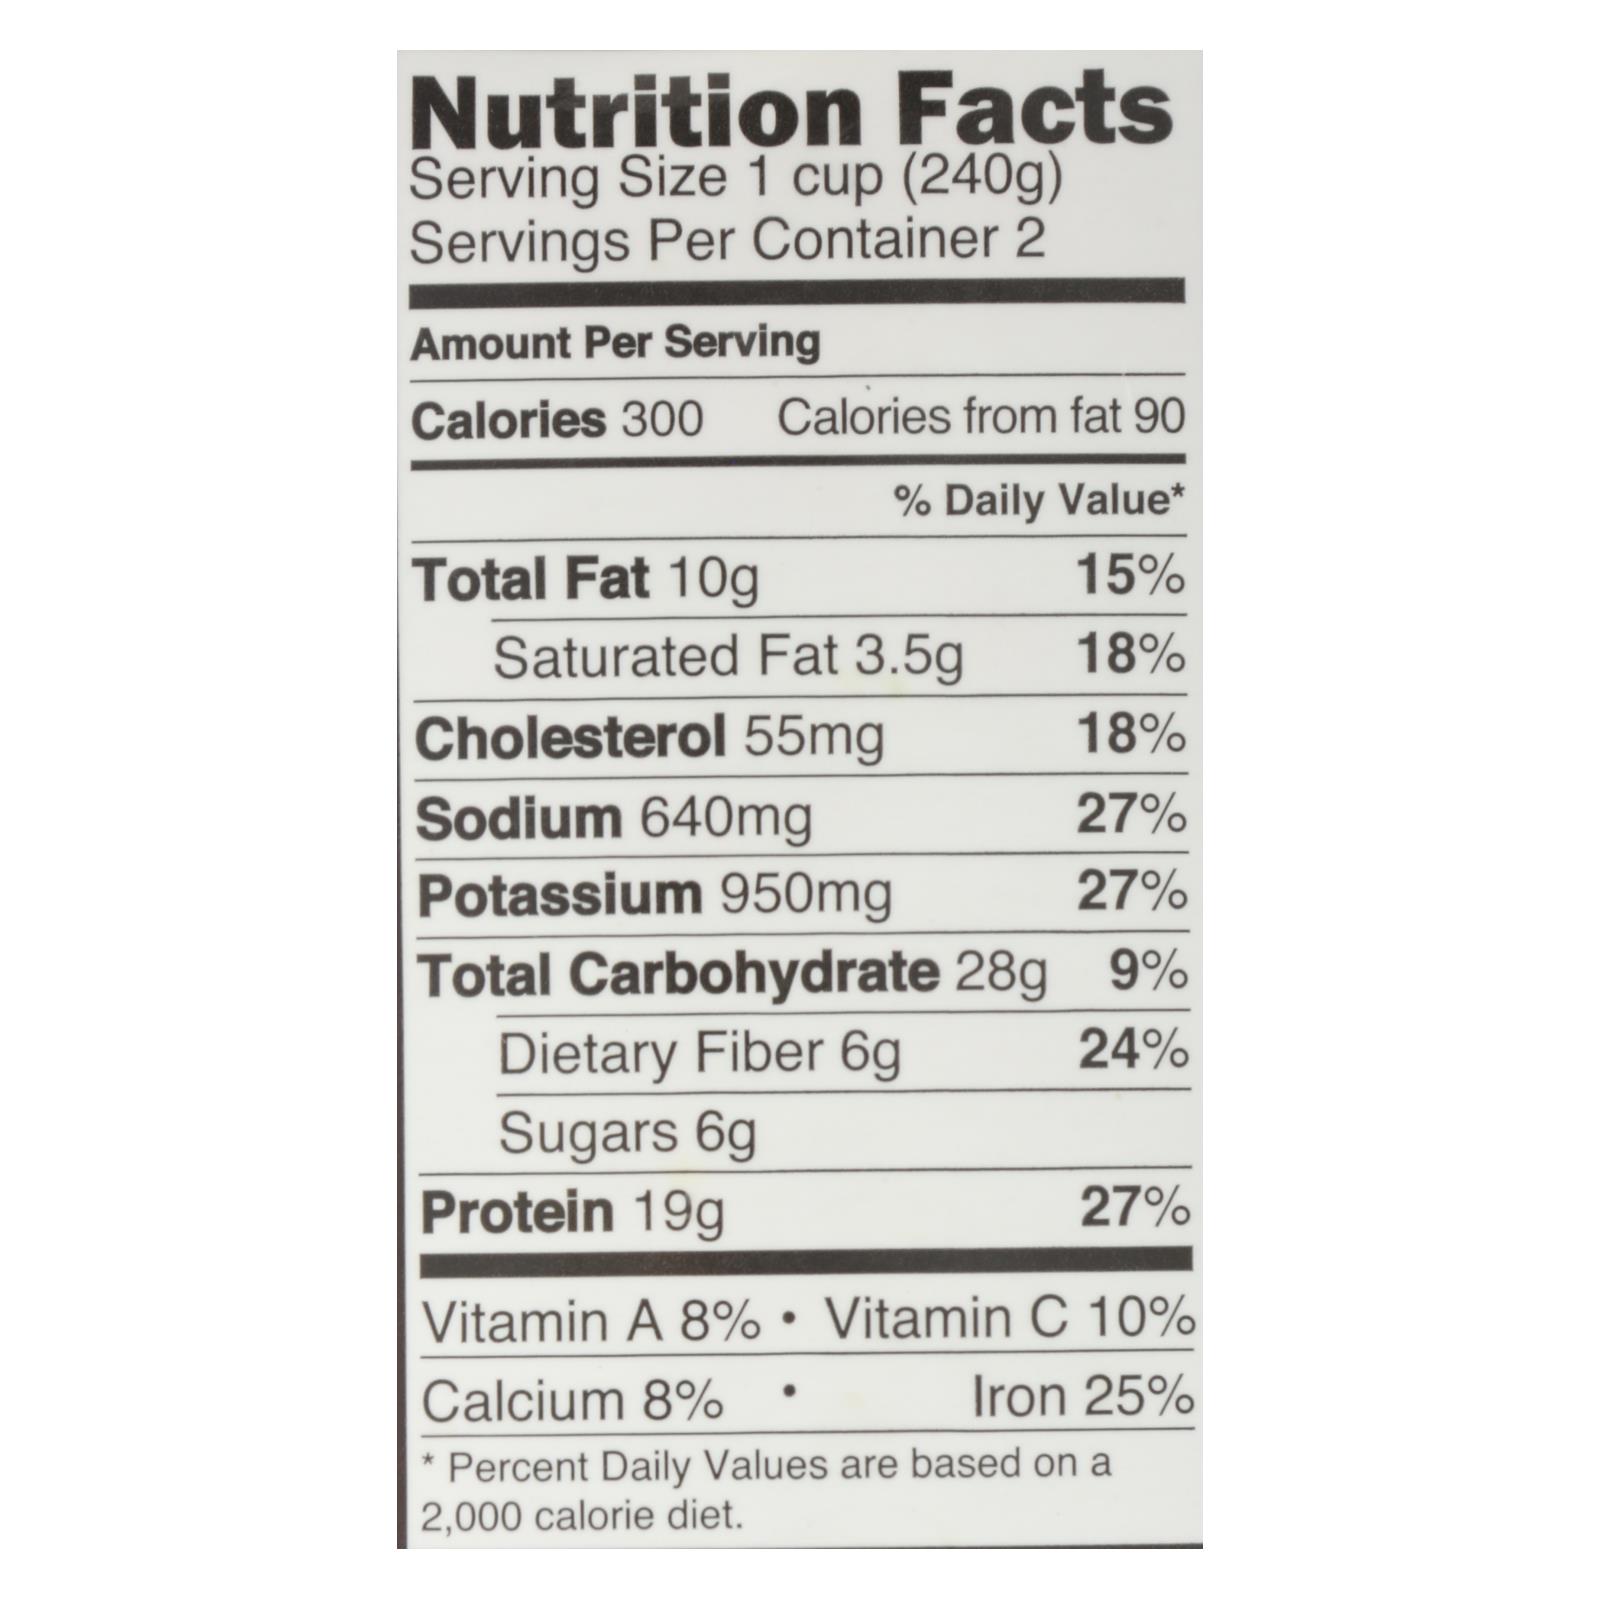 Nutrition Facts
Serving Size 1 cup (240g)
Servings Per Container 2
Amount Per Serving
Calories 300 Calories from fat 90
% Daily Value*
Total Fat 10g 15%
Saturated Fat 3.5g 18%
Cholesterol 55mg 18%
Sodium 640mg 27%
Potassium 950mg 27%
Total Carbohydrate 28g 9%
Dietary Fiber 6g 24%
Sugars 6g
Protein 19g 27%
Vitamin A 8% • Vitamin C 10%
Calcium 8% • Iron 25%
* Percent Daily Values are based on a
2,000 calorie diet.